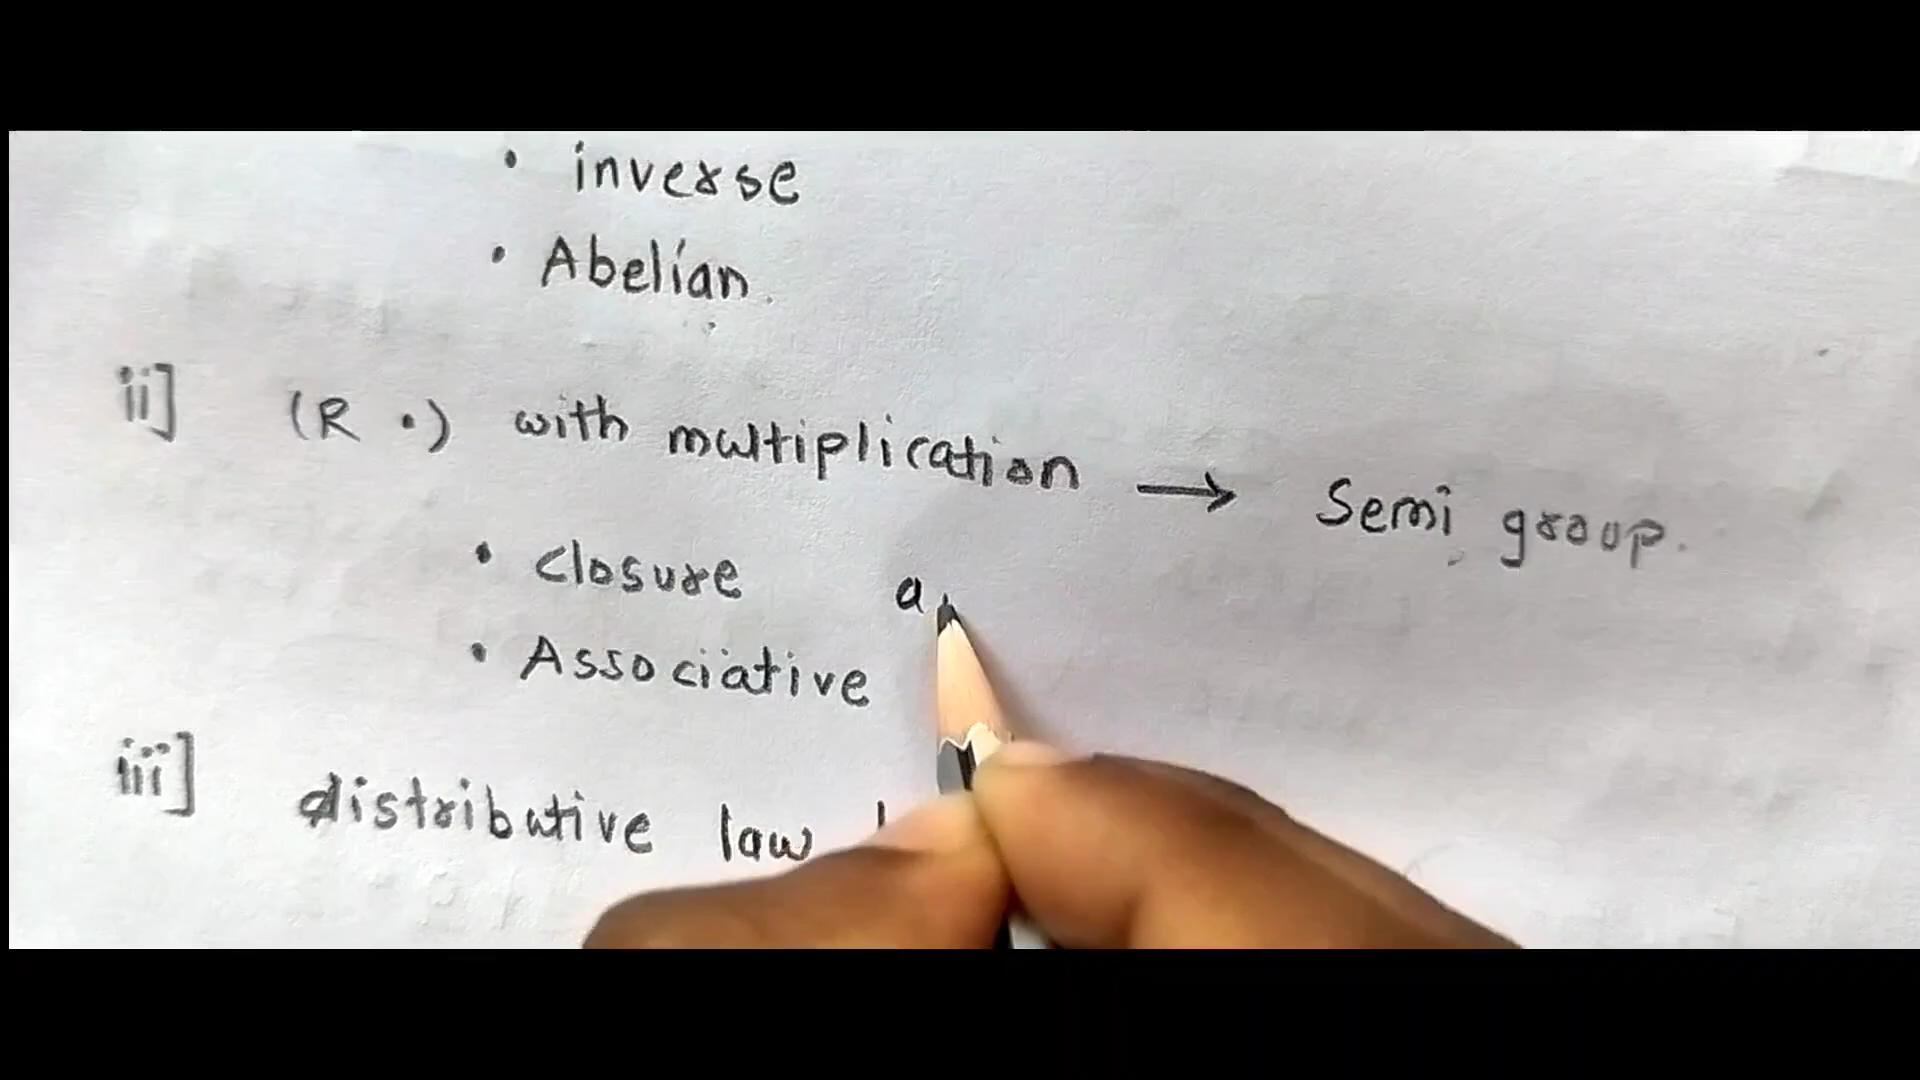 • inverse
• Abelian.
ii] (R •) with multiplication → Semi group.
• closure a
• Associative
iii] distributive law